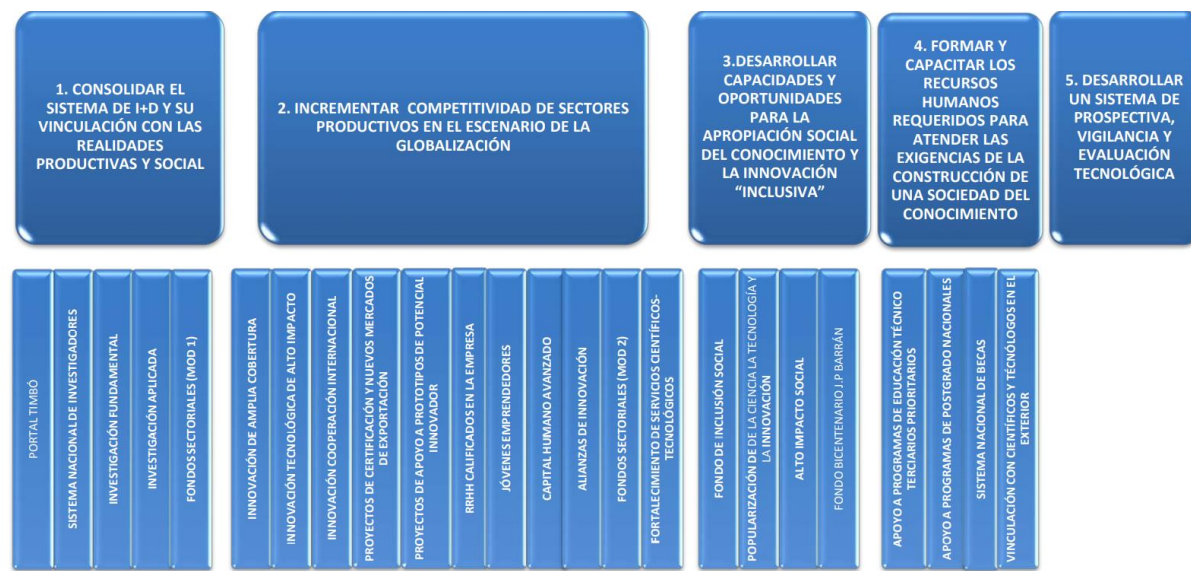 1. CONSOLIDAR EL
SISTEMA DE I+D Y SU
VINCULACIÓN CON LAS
REALIDADES
PRODUCTIVAS Y SOCIAL
2. INCREMENTAR COMPETITIVIDAD DE SECTORES
PRODUCTIVOS EN EL ESCENARIO DE LA
GLOBALIZACIÓN
3.DESARROLLAR
CAPACIDADES Y
OPORTUNIDADES
PARA LA
APROPIACIÓN SOCIAL
DEL CONOCIMIENTO Y
LA INNOVACIÓN
“INCLUSIVA”
4. FORMAR Y
CAPACITAR LOS
RECURSOS
HUMANOS
REQUERIDOS PARA
ATENDER LAS
EXIGENCIAS DE LA
CONSTRUCCIÓN DE
UNA SOCIEDAD DEL
CONOCIMIENTO
5. DESARROLLAR
UN SISTEMA DE
PROSPECTIVA,
VIGILANCIA Y
EVALUACIÓN
TECNOLÓGICA
PORTAL TIMBÓ
SISTEMA NACIONAL DE INVESTIGADORES
INVESTIGACIÓN FUNDAMENTAL
INVESTIGACIÓN APLICADA
FONDOS SECTORIALES (MOD 1)
INNOVACIÓN DE AMPLIA COBERTURA
INNOVACIÓN TECNOLÓGICA DE ALTO IMPACTO
INNOVACIÓN COOPERACIÓN INTERNACIONAL
PROYECTOS DE CERTIFICACIÓN Y NUEVOS MERCADOS
DE EXPORTACIÓN
PROYECTOS DE APOYO A PROTOTIPOS DE POTENCIAL
INNOVADOR
RRHH CALIFICADOS EN LA EMPRESA
JÓVENES EMPRENDEDORES
CAPITAL HUMANO AVANZADO
ALIANZAS DE INNOVACIÓN
FONDOS SECTORIALES (MOD 2)
FORTALECIMIENTO DE SERVICIOS CIENTÍFICOS-
TECNOLÓGICOS
FONDO DE INCLUSIÓN SOCIAL
POPULARIZACIÓN DE DE LA CIENCIA LA TECNOLOGÍA Y
LA INNOVACIÓN
ALTO IMPACTO SOCIAL
FONDO BICENTENARIO J.P BARRÁN
APOYO A PROGRAMAS DE EDUCACIÓN TÉCNICO
TERCIARIOS PRIORITARIOS
APOYO A PROGRAMAS DE POSTGRADO NACIONALES
SISTEMA NACIONAL DE BECAS
VINCULACIÓN CON CIENTÍFICOS Y TÉCNÓLOGOS EN EL
EXTERIOR